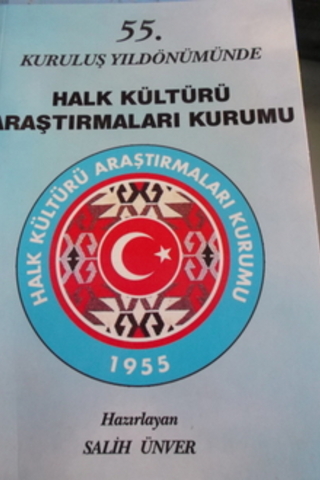 55.
KURULUŞ YILDÖNÜMÜNDE
HALK KÜLTÜRÜ
ARAŞTIRMALARI KURUMU
HALK KÜLTÜRÜ ARAŞTIRMALARI KURUMU
1955
Hazırlayan
SALİH ÜNVER